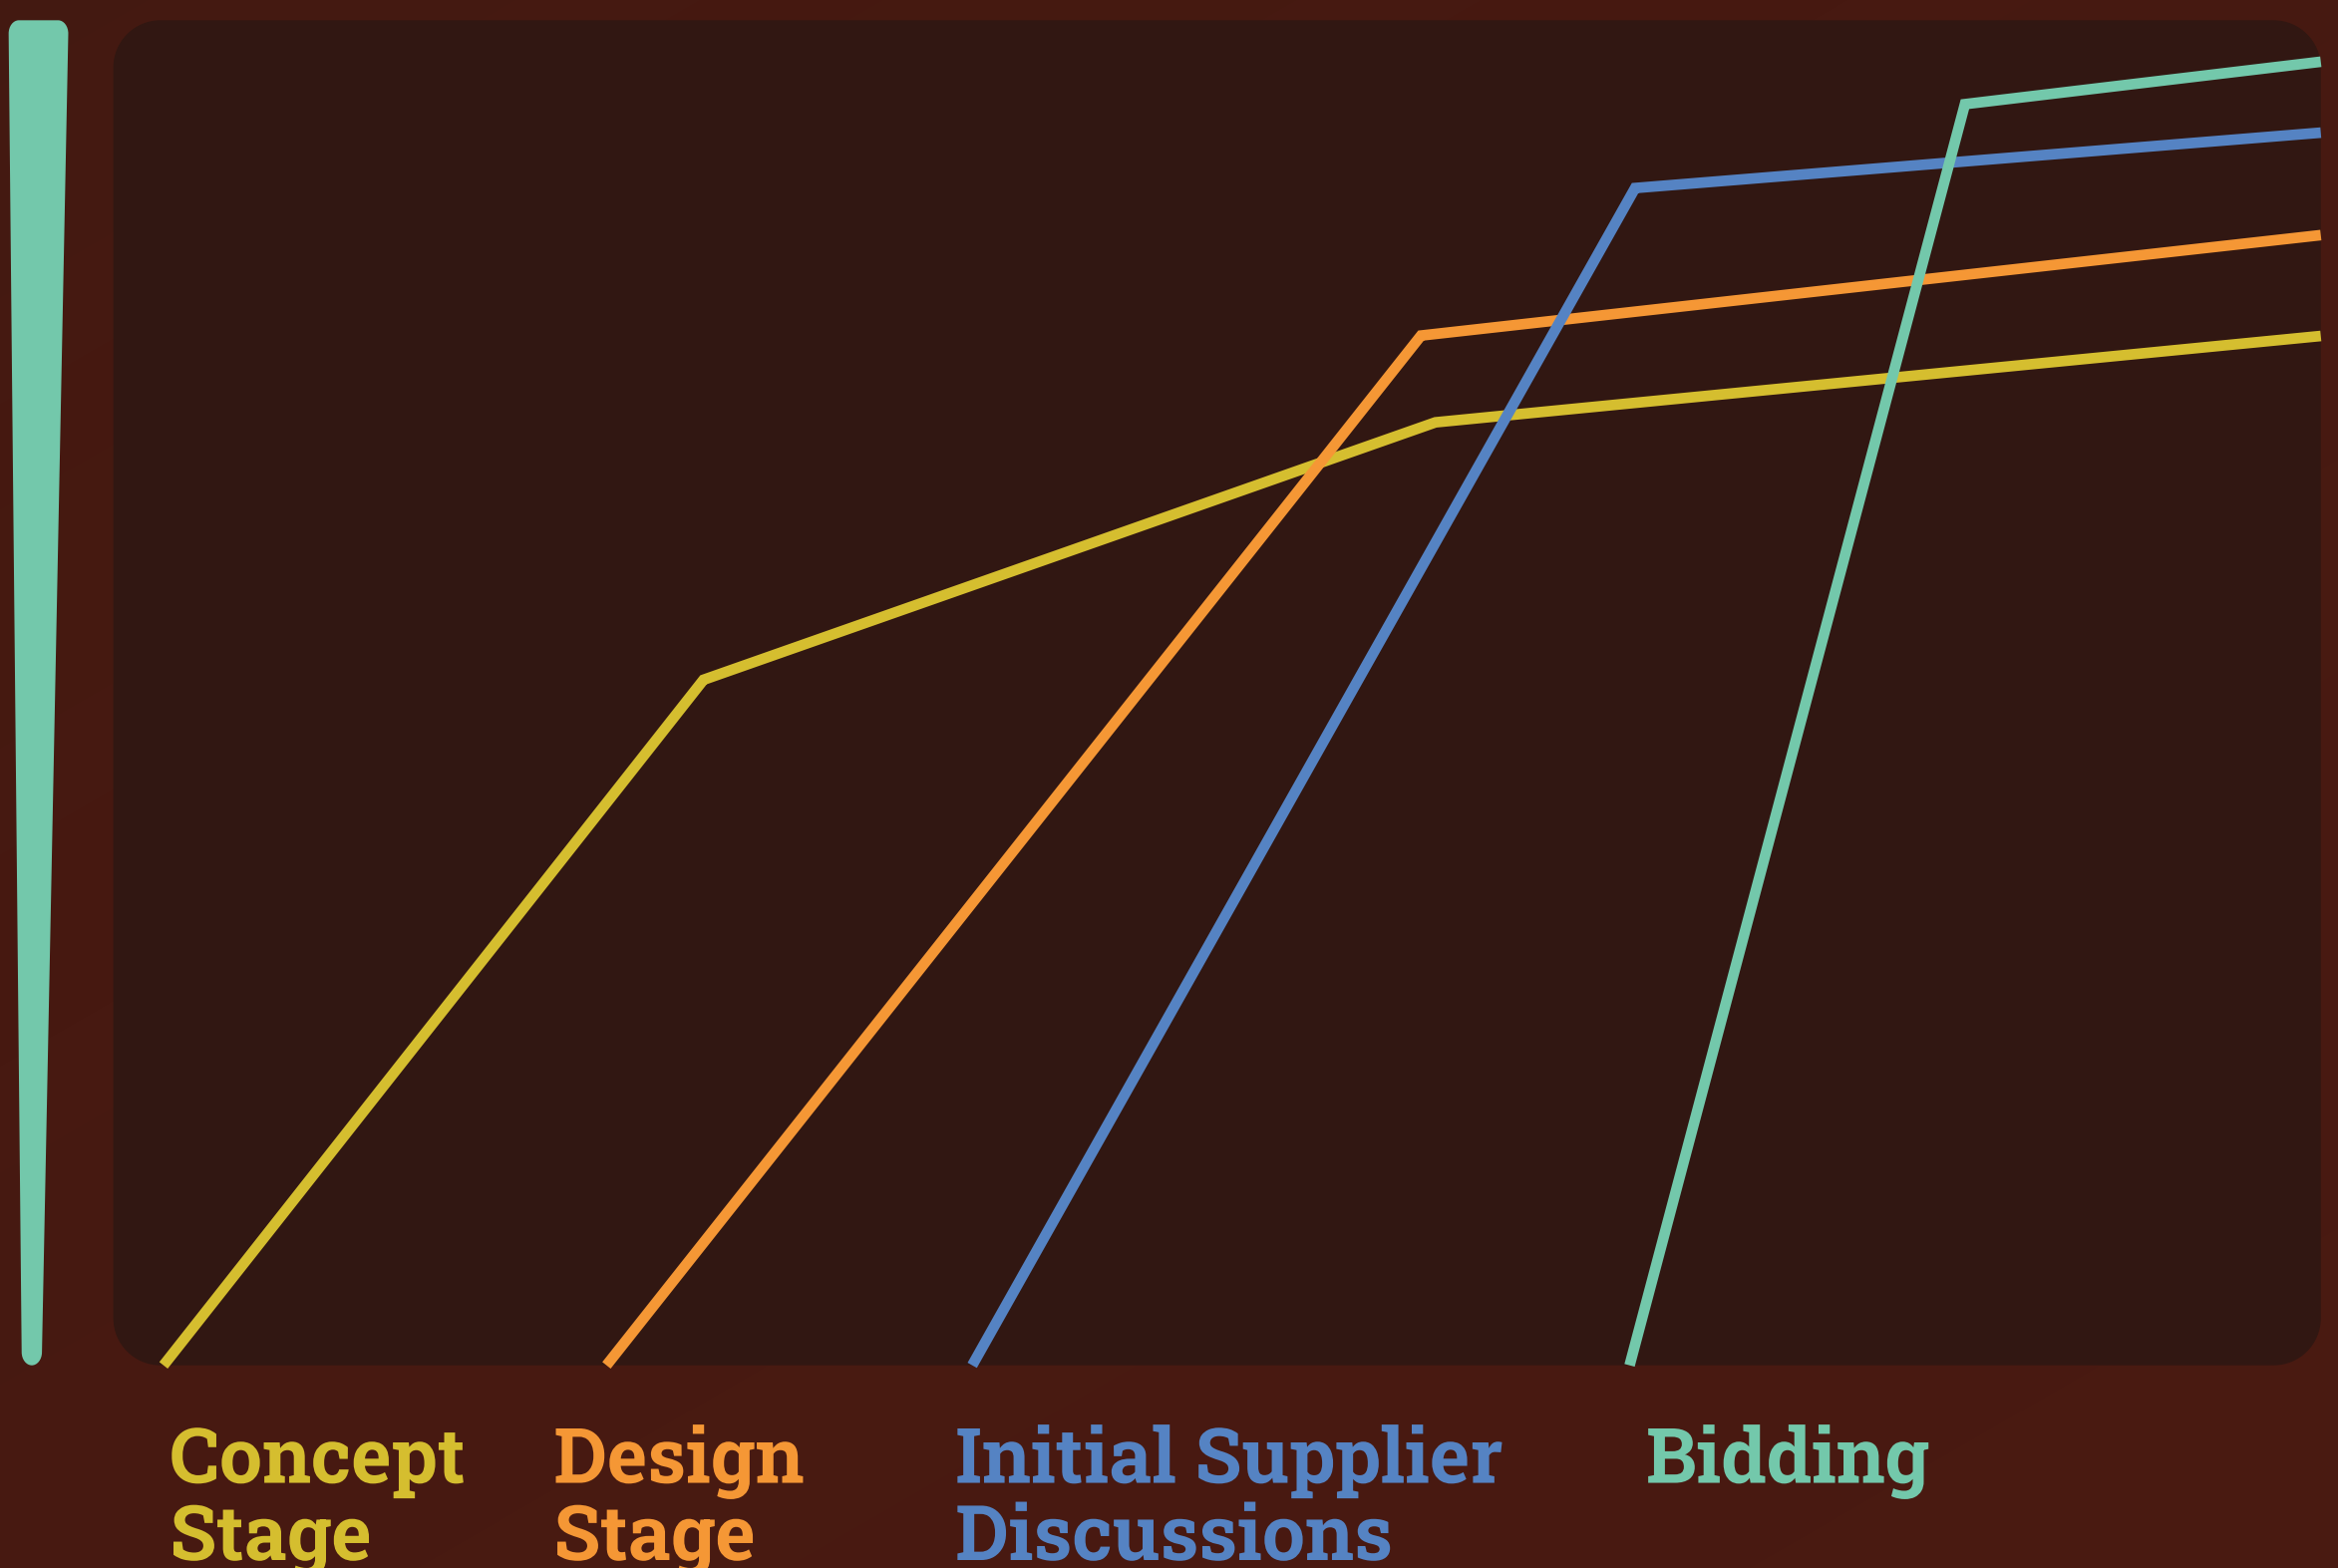 Concept
Stage
Design
Stage
Initial Supplier
Discussions
Bidding